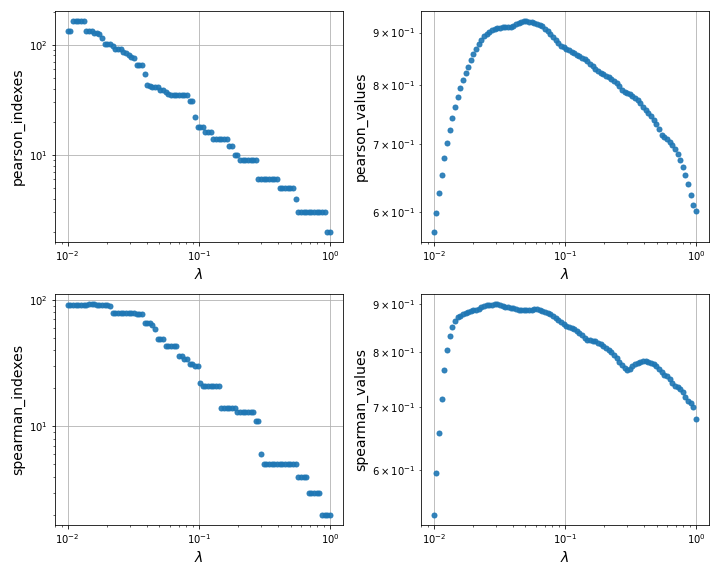 pearson_indexes
10²
10¹
10⁻² 10⁻¹ 10⁰
λ
pearson_values
9 × 10⁻¹
8 × 10⁻¹
7 × 10⁻¹
6 × 10⁻¹
10⁻² 10⁻¹ 10⁰
λ
spearman_indexes
10²
10¹
10⁻² 10⁻¹ 10⁰
λ
spearman_values
9 × 10⁻¹
8 × 10⁻¹
7 × 10⁻¹
6 × 10⁻¹
10⁻² 10⁻¹ 10⁰
λ